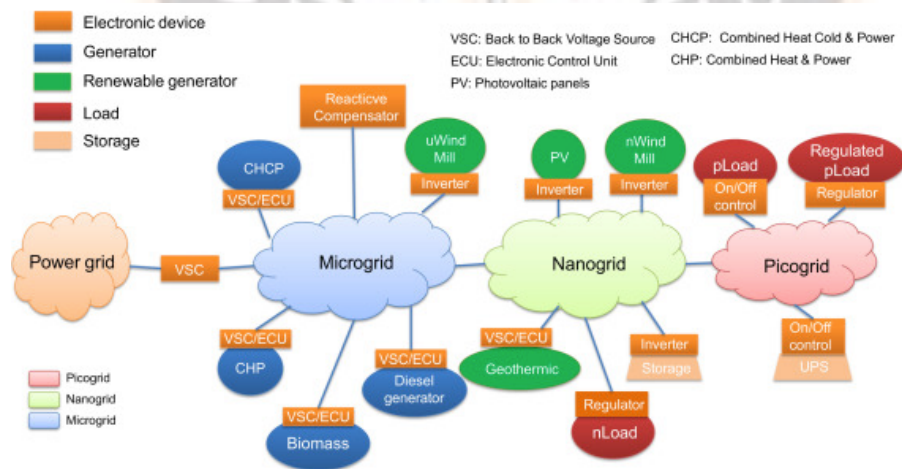 Electronic device
Generator
Renewable generator
Load
Storage
VSC: Back to Back Voltage Source
CHCP: Combined Heat Cold & Power
ECU: Electronic Control Unit
CHP: Combined Heat & Power
PV: Photovoltaic panels
Reacticve
Compensator
CHCP
VSC/ECU
uWind
Mill
Inverter
PV
Inverter
nWind
Mill
Inverter
pLoad
On/Off
control
Regulated
pLoad
Regulator
Power grid
VSC
Microgrid
Nanogrid
Picogrid
VSC/ECU
CHP
VSC/ECU
Biomass
VSC/ECU
Diesel
generator
VSC/ECU
Geothermic
Regulator
nLoad
Inverter
Storage
On/Off
control
UPS
Picogrid
Nanogrid
Microgrid